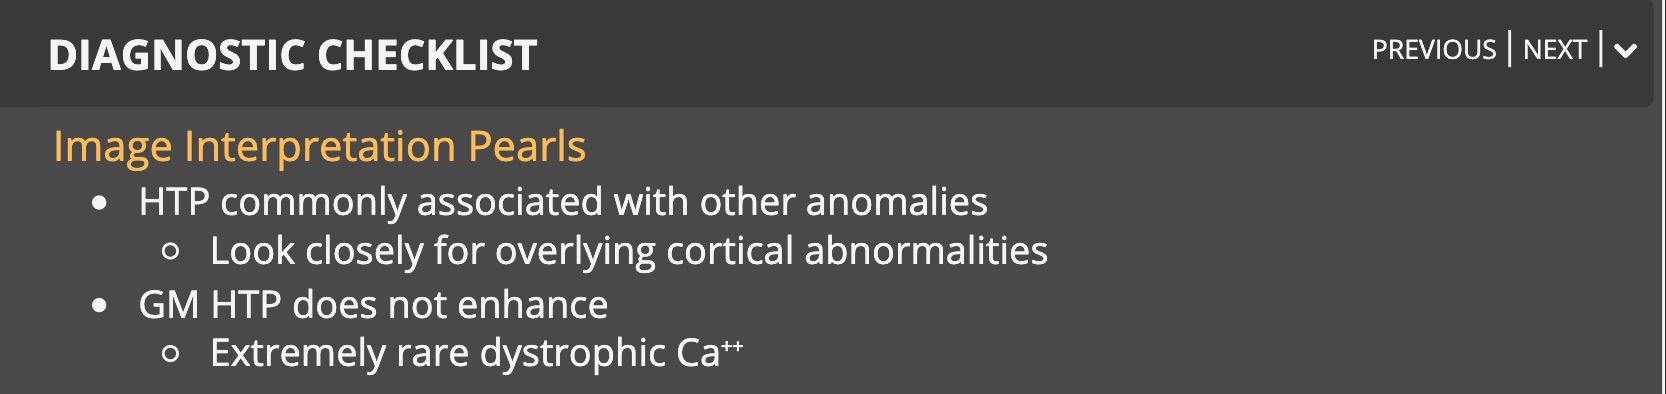 DIAGNOSTIC CHECKLIST
PREVIOUS | NEXT |
Image Interpretation Pearls
• HTP commonly associated with other anomalies
○ Look closely for overlying cortical abnormalities
• GM HTP does not enhance
○ Extremely rare dystrophic Ca⁺⁺